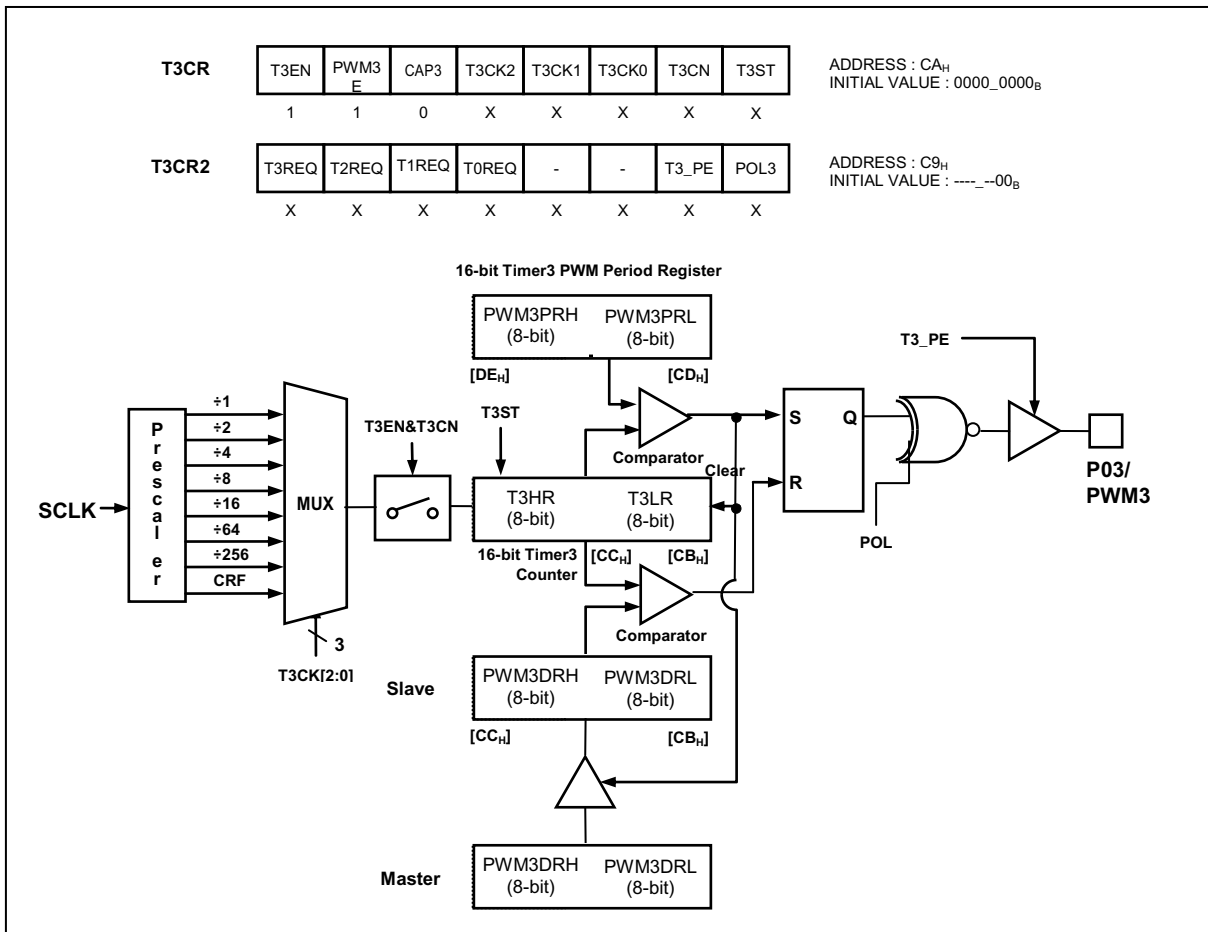 T3CR
T3EN PWM3E CAP3 T3CK2 T3CK1 T3CK0 T3CN T3ST
ADDRESS : CAH
INITIAL VALUE : 0000_0000B
1 1 0 X X X X X
T3CR2
T3REQ T2REQ T1REQ T0REQ - - T3_PE POL3
ADDRESS : C9H
INITIAL VALUE : ----_--00B
X X X X X X X X
16-bit Timer3 PWM Period Register
PWM3PRH PWM3PRL
(8-bit) (8-bit)
[DEH] [CDH]
T3_PE
SCLK
Prescaler
÷1
÷2
÷4
÷8
÷16
÷64
÷256
CRF
MUX
3
T3CK[2:0]
T3EN&T3CN
T3ST
Comparator
Clear
T3HR T3LR
(8-bit) (8-bit)
[CCH] [CBH]
16-bit Timer3
Counter
S Q
R
POL
P03/
PWM3
Comparator
Slave
PWM3DRH PWM3DRL
(8-bit) (8-bit)
[CCH] [CBH]
Master
PWM3DRH PWM3DRL
(8-bit) (8-bit)